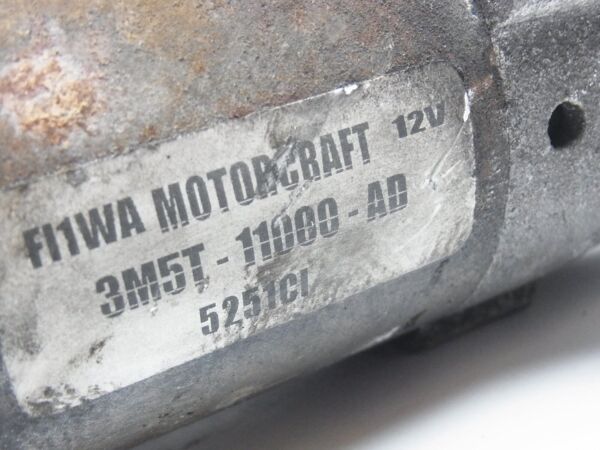 FI1WA MOTORCRAFT 12V
3M5T - 11000 - AD
5251CI